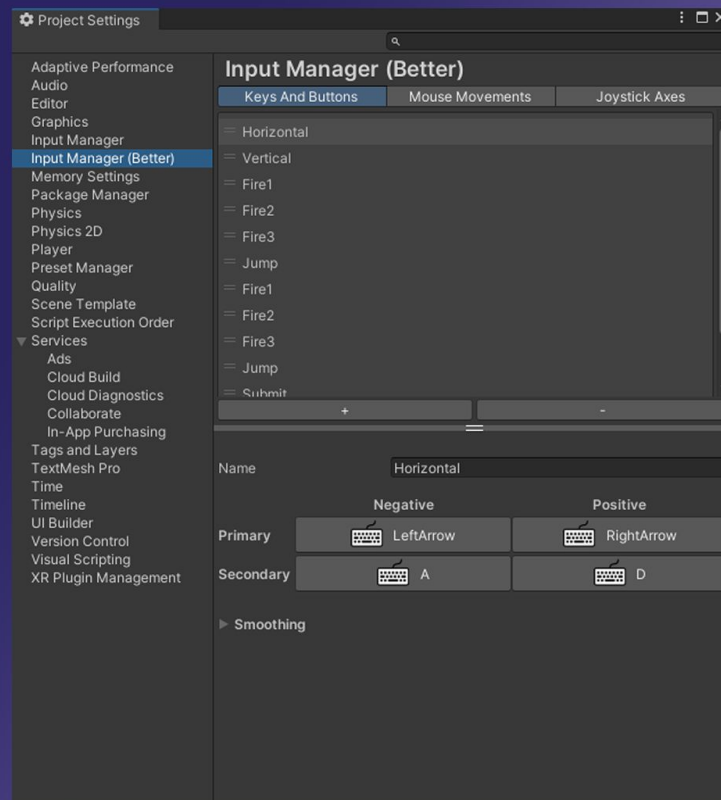 Project Settings
Adaptive Performance
Audio
Editor
Graphics
Input Manager
Input Manager (Better)
Memory Settings
Package Manager
Physics
Physics 2D
Player
Preset Manager
Quality
Scene Template
Script Execution Order
Services
Ads
Cloud Build
Cloud Diagnostics
Collaborate
In-App Purchasing
Tags and Layers
TextMesh Pro
Time
Timeline
UI Builder
Version Control
Visual Scripting
XR Plugin Management
Input Manager (Better)
Keys And Buttons Mouse Movements Joystick Axes
Horizontal
Vertical
Fire1
Fire2
Fire3
Jump
Fire1
Fire2
Fire3
Jump
Submit
+ -
Name Horizontal
Negative Positive
Primary LeftArrow RightArrow
Secondary A D
Smoothing